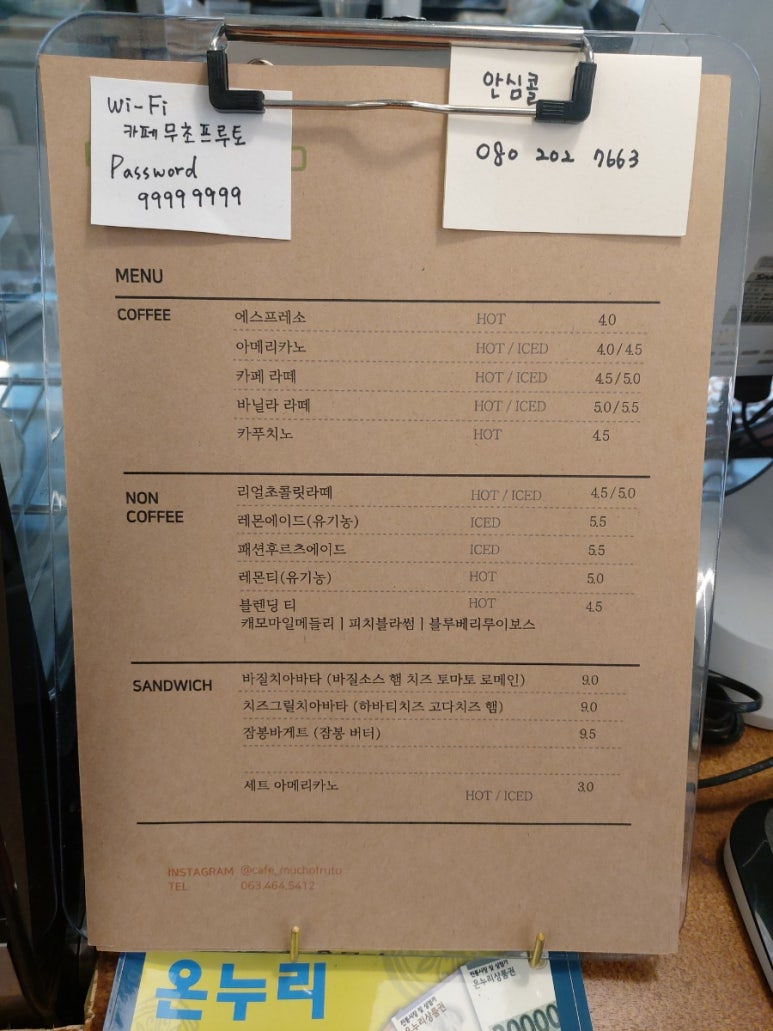 Wi-Fi
카페무초프루토
Password
99999999
안심콜
080 202 7663
MENU
COFFEE
에스프레소 HOT 4.0
아메리카노 HOT / ICED 4.0 / 4.5
카페 라떼 HOT / ICED 4.5 / 5.0
바닐라 라떼 HOT / ICED 5.0 / 5.5
카푸치노 HOT 4.5
NON
COFFEE
리얼초콜릿라떼 HOT / ICED 4.5 / 5.0
레몬에이드(유기농) ICED 5.5
패션후르츠에이드 ICED 5.5
레몬티(유기농) HOT 5.0
블렌딩 티 HOT 4.5
캐모마일메들리 | 피치블라썸 | 블루베리루이보스
SANDWICH
바질치아바타 (바질소스 햄 치즈 토마토 로메인) 9.0
치즈그릴치아바타 (하바티치즈 고다치즈 햄) 9.0
잠봉바게트 (잠봉 버터) 9.5
세트 아메리카노 HOT / ICED 3.0
INSTAGRAM @cafe_muchofruto
TEL 063.464.5412
온누리
온누리상품권